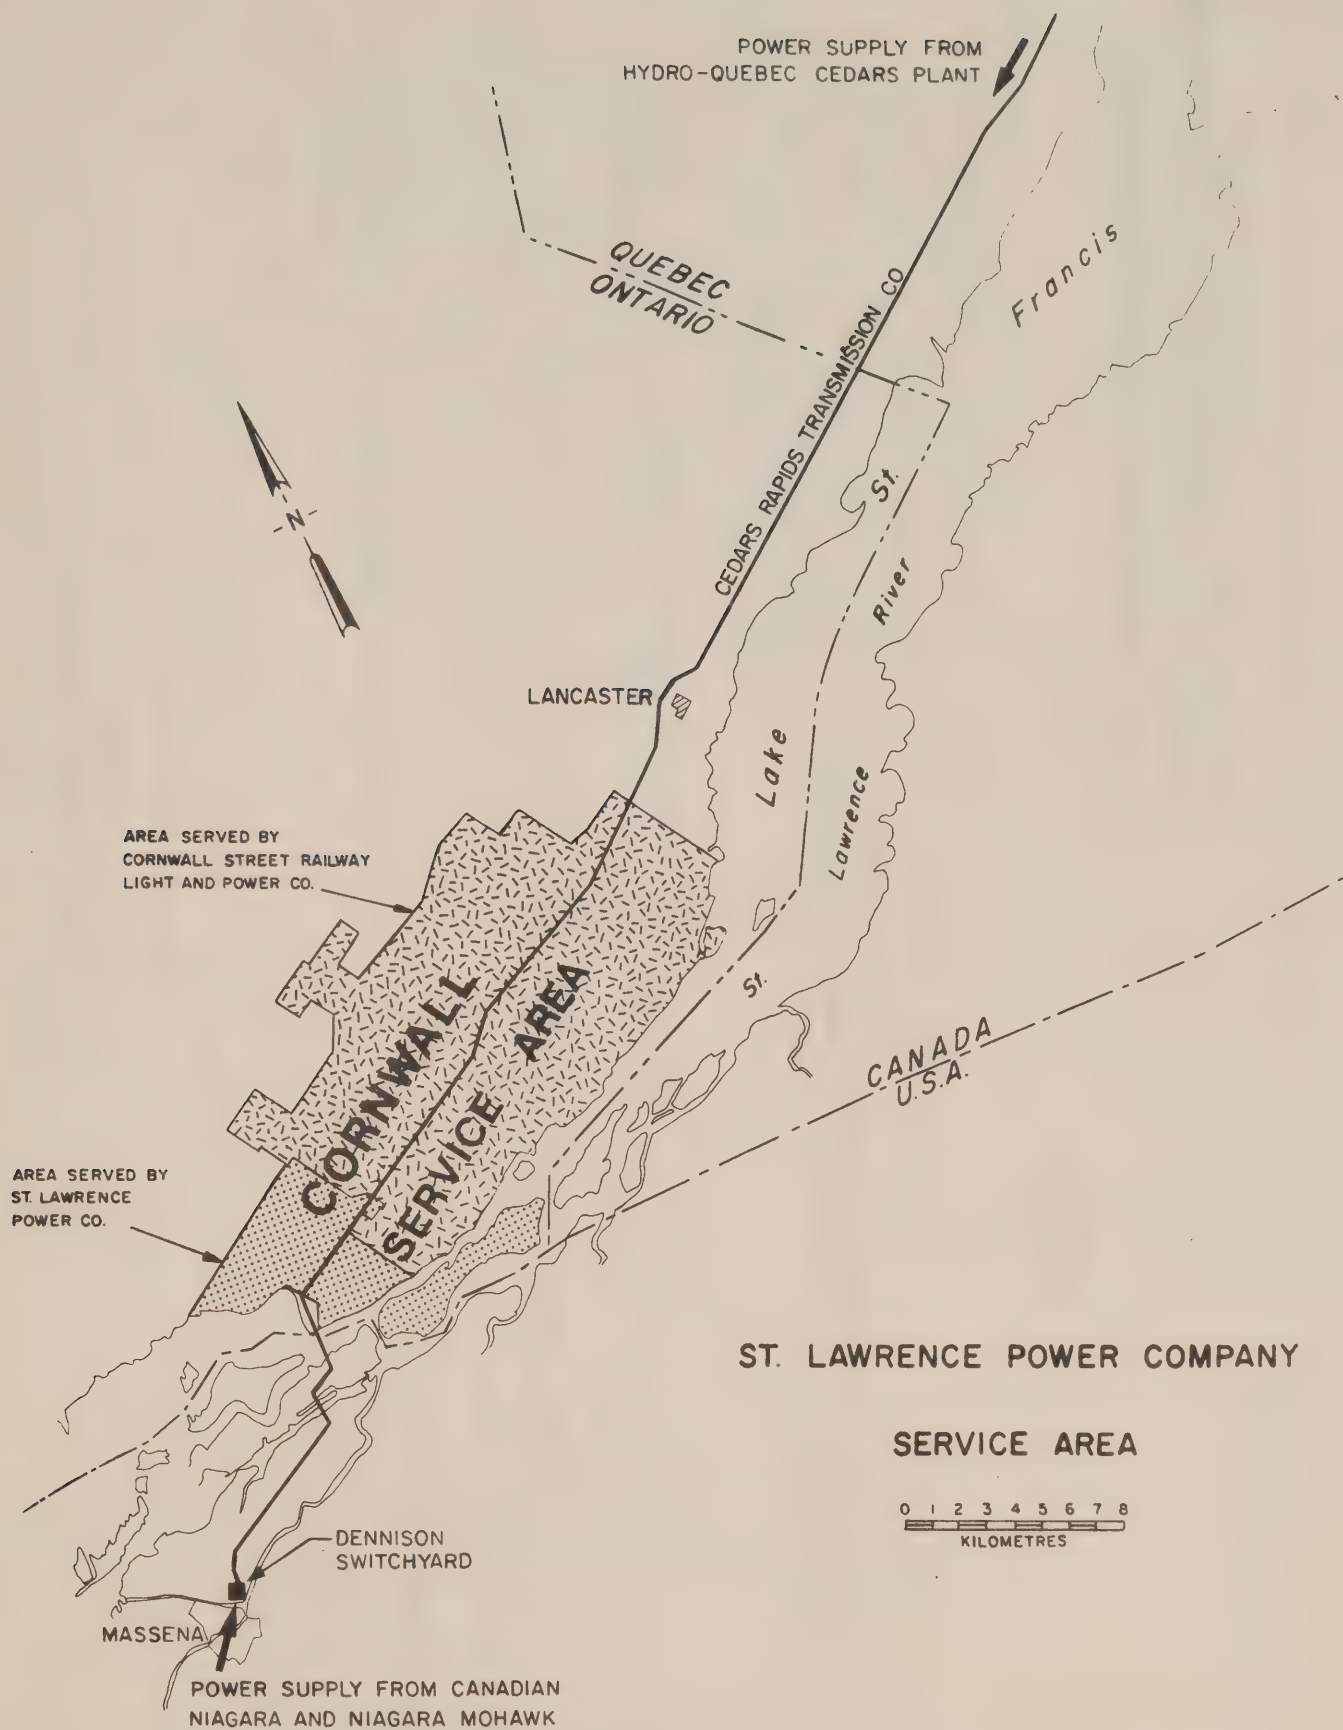 POWER SUPPLY FROM
HYDRO-QUEBEC CEDARS PLANT
QUEBEC
ONTARIO
Francis
CEDARS RAPIDS TRANSMISSION CO
St.
N
River
LANCASTER
Lake
Lawrence
AREA SERVED BY
CORNWALL STREET RAILWAY
LIGHT AND POWER CO.
St.
CORNWALL
SERVICE AREA
CANADA
U.S.A.
AREA SERVED BY
ST. LAWRENCE
POWER CO.
ST. LAWRENCE POWER COMPANY
SERVICE AREA
0 1 2 3 4 5 6 7 8
KILOMETRES
DENNISON
SWITCHYARD
MASSENA
POWER SUPPLY FROM CANADIAN
NIAGARA AND NIAGARA MOHAWK